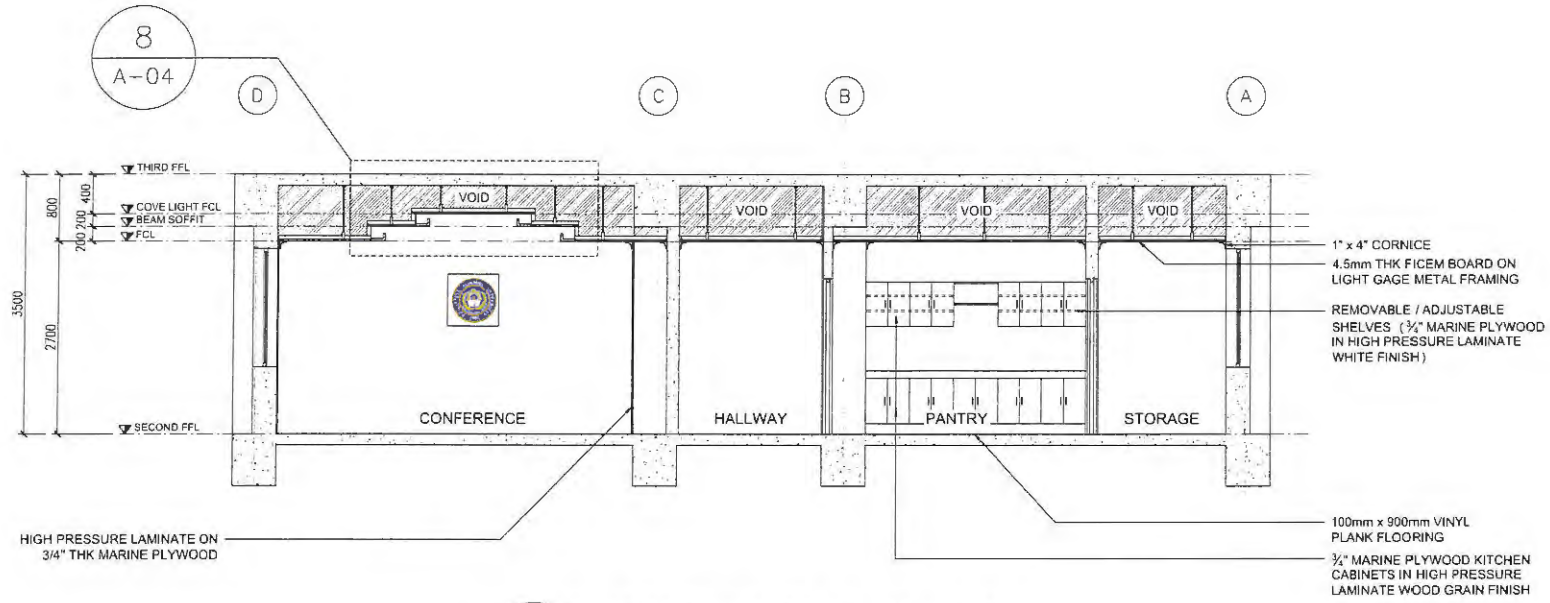 8
A-04
D
C
B
A
THIRD FFL
COVE LIGHT FCL
BEAM SOFFIT
FCL
SECOND FFL
3500
800
2700
400
200
200
VOID
VOID
VOID
VOID
CONFERENCE
HALLWAY
PANTRY
STORAGE
1" x 4" CORNICE
4.5mm THK FICEM BOARD ON
LIGHT GAGE METAL FRAMING
REMOVABLE / ADJUSTABLE
SHELVES ( ¾" MARINE PLYWOOD
IN HIGH PRESSURE LAMINATE
WHITE FINISH )
HIGH PRESSURE LAMINATE ON
3/4" THK MARINE PLYWOOD
100mm x 900mm VINYL
PLANK FLOORING
¾" MARINE PLYWOOD KITCHEN
CABINETS IN HIGH PRESSURE
LAMINATE WOOD GRAIN FINISH